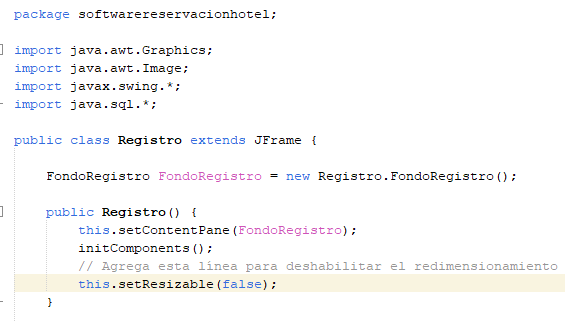 package softwarereservacionhotel;
import java.awt.Graphics;
import java.awt.Image;
import javax.swing.*;
import java.sql.*;
public class Registro extends JFrame {
FondoRegistro FondoRegistro = new Registro.FondoRegistro();
public Registro() {
this.setContentPane(FondoRegistro);
initComponents();
// Agrega esta línea para deshabilitar el redimensionamiento
this.setResizable(false);
}